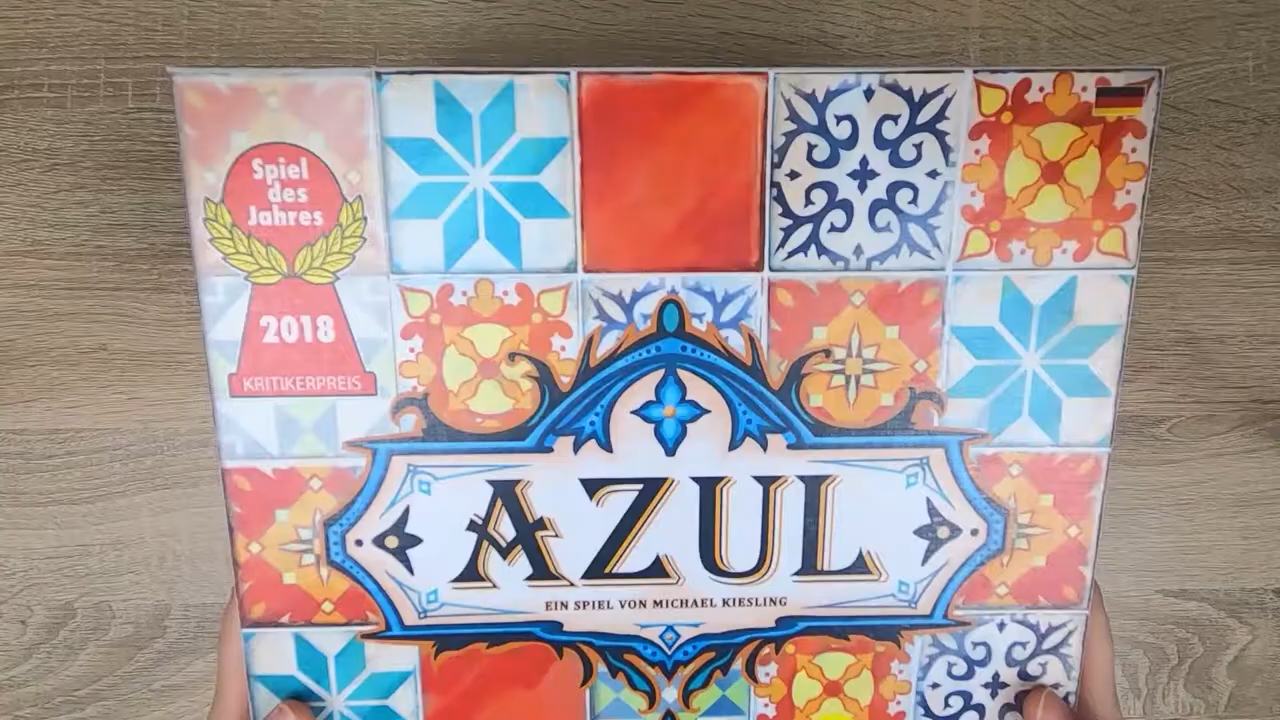 Spiel
des
Jahres
2018
KRITIKERPREIS
AZUL
EIN SPIEL VON MICHAEL KIESLING